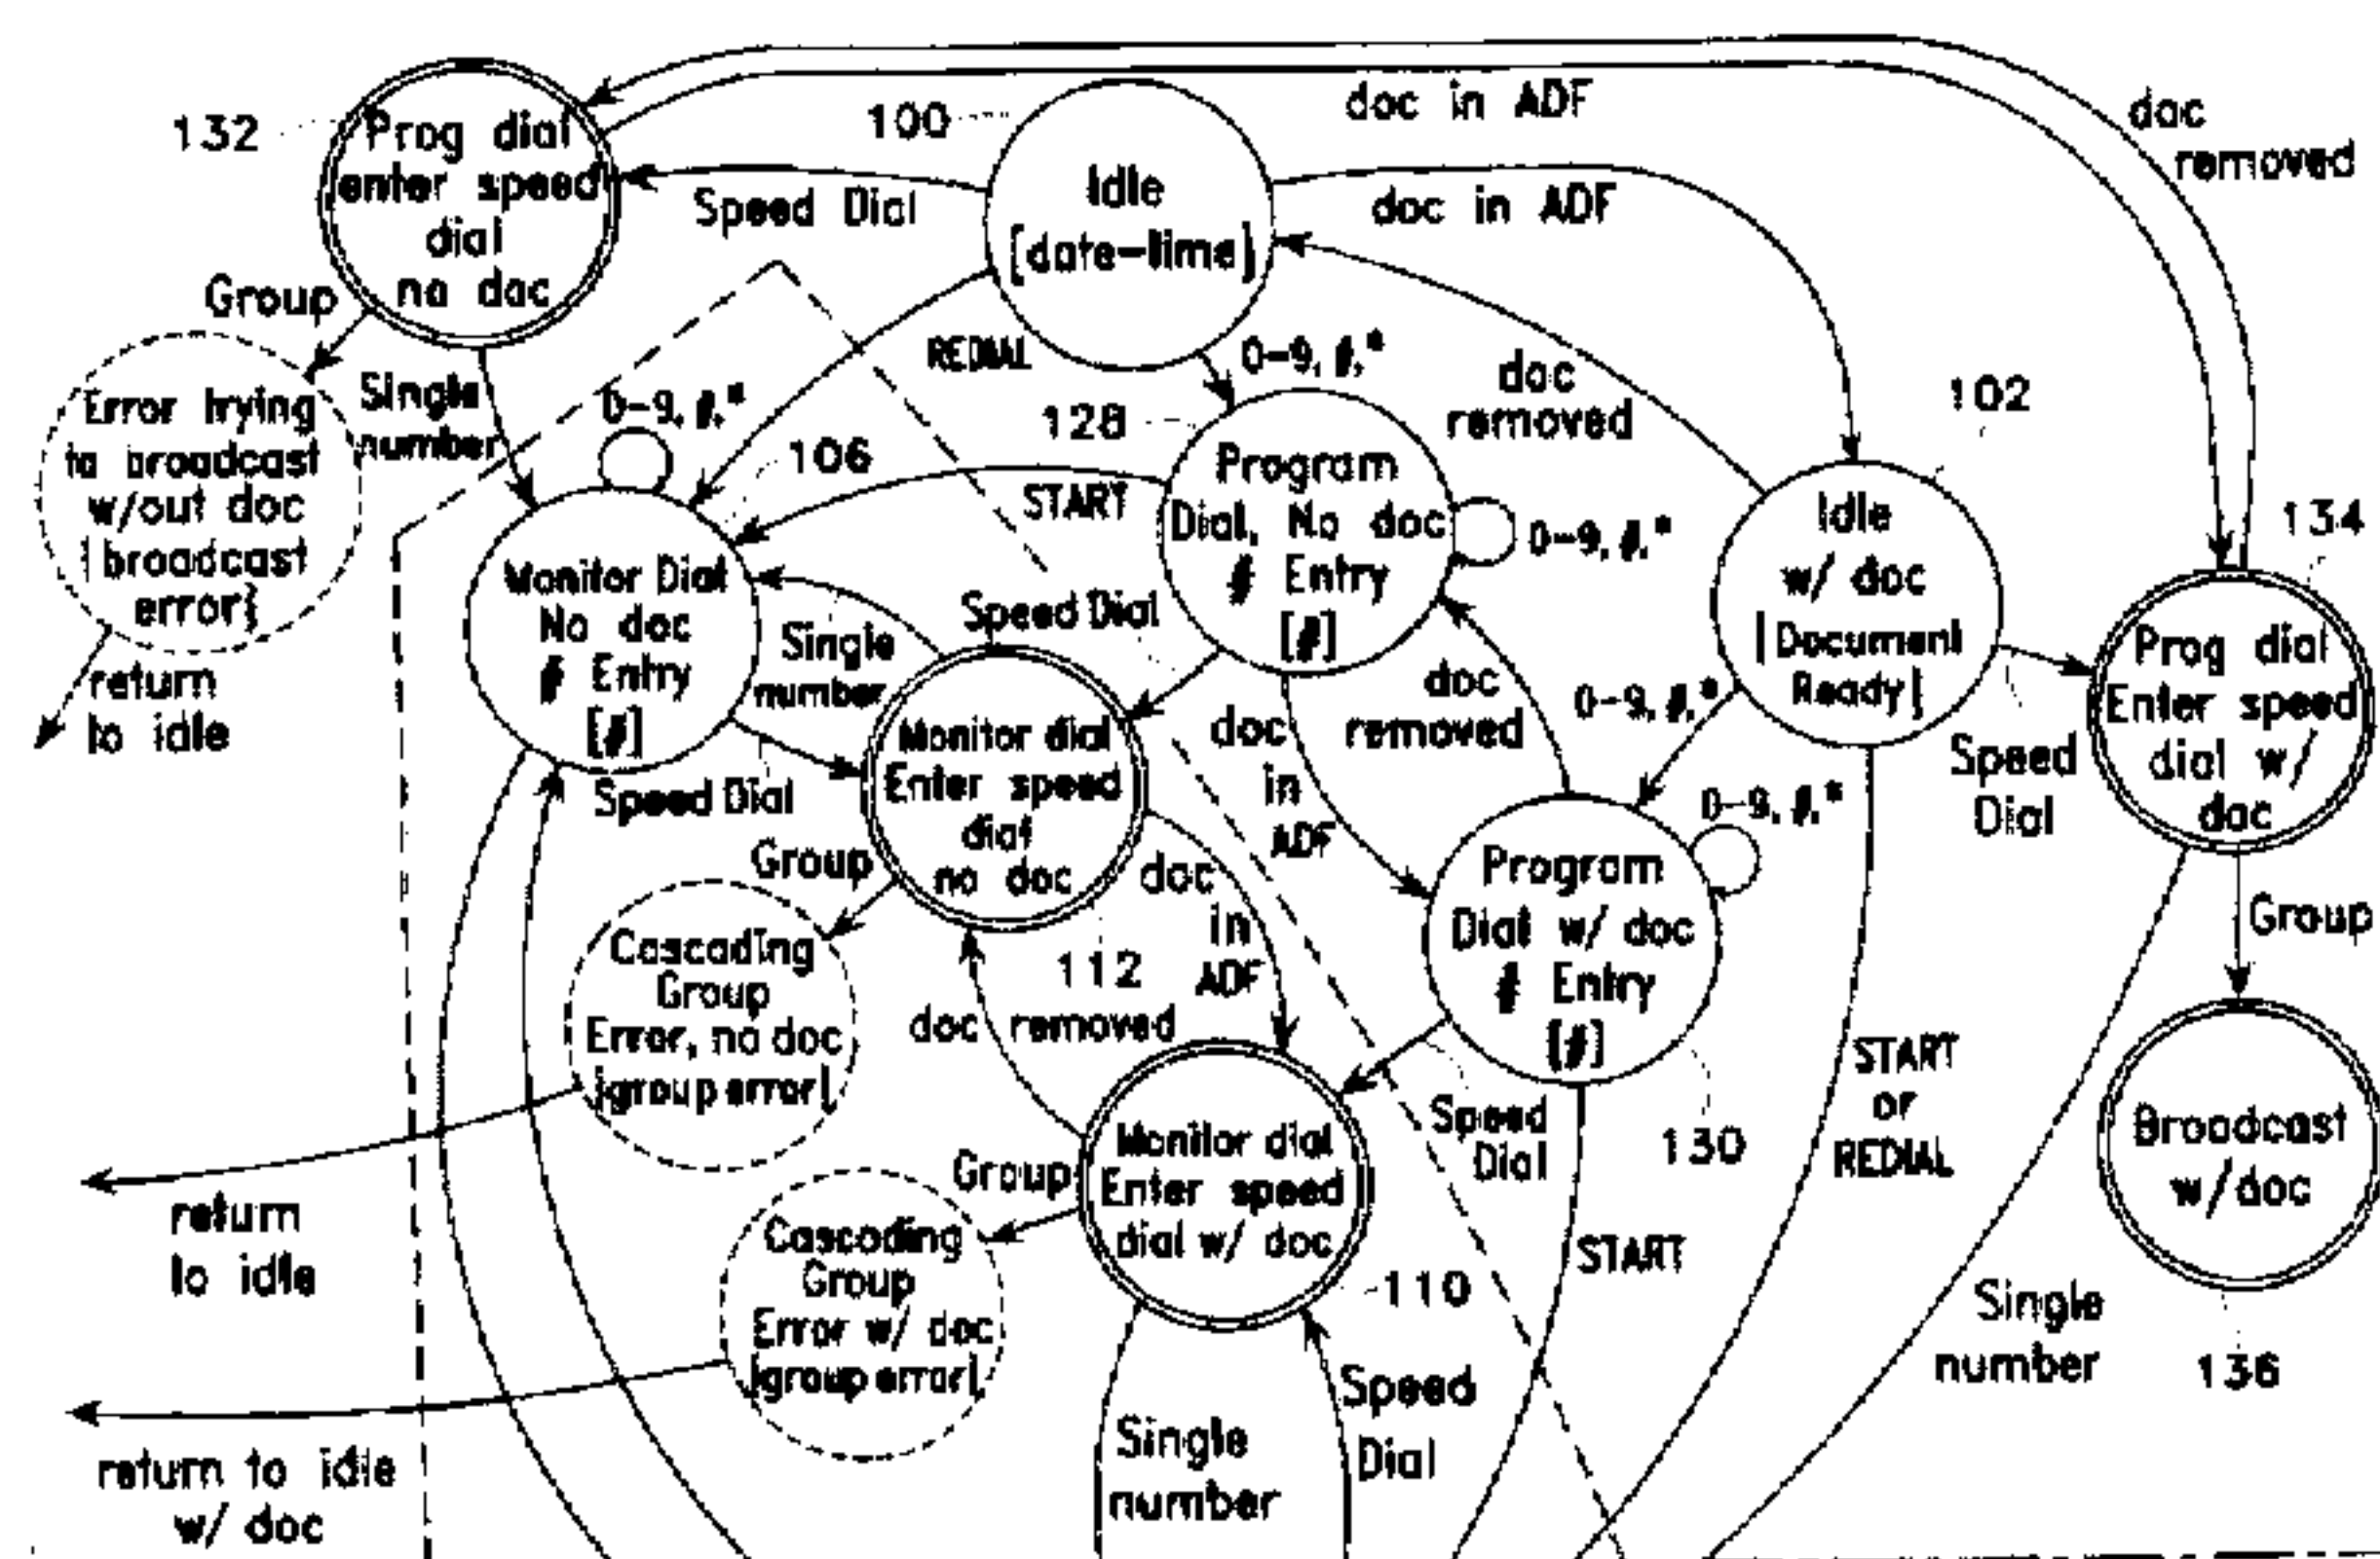 132
Prog dial
enter speed
dial
no doc
100
Idle
[date-time]
doc in ADF
doc
removed
Speed Dial
doc in ADF
Group
REDIAL
0-9, #,*
doc
removed
102
Error trying
to broadcast
w/out doc
[broadcast
error]
return
to idle
Single
number
0-9, #,*
106
128
START
Program
Dial, No doc
# Entry
[#]
0-9, #,*
Idle
w/ doc
[Document
Ready]
134
Monitor Dial
No doc
# Entry
[#]
Single
number
Speed Dial
Speed Dial
Monitor dial
Enter speed
dial
no doc
doc
in
ADF
doc
removed
0-9, #,*
Speed
Dial
Prog dial
Enter speed
dial w/
doc
Group
Cascading
Group
Error, no doc
[group error]
112
doc
in
ADF
doc removed
0-9, #,*
Program
Dial w/ doc
# Entry
[#]
130
Speed
Dial
START
or
REDIAL
Group
Broadcast
w/doc
136
return
to idle
Group
Cascading
Group
Error w/ doc
[group error]
Monitor dial
Enter speed
dial w/ doc
110
START
Single
number
return to idle
w/ doc
Single
number
Speed
Dial